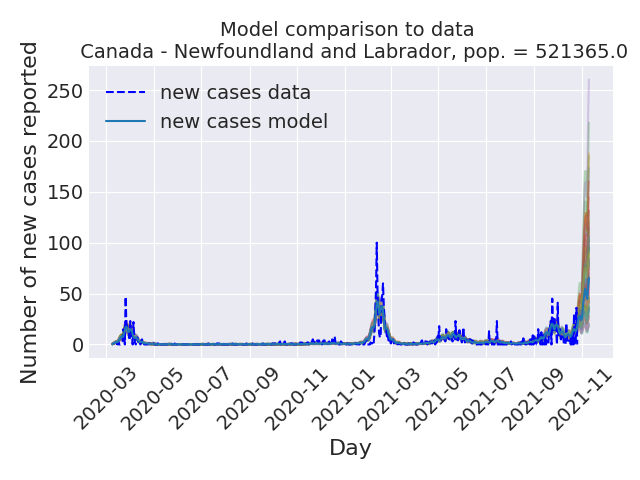 Model comparison to data
Canada - Newfoundland and Labrador, pop. = 521365.0
Number of new cases reported
250
200
150
100
50
0
new cases data
new cases model
2020-03
2020-05
2020-07
2020-09
2020-11
2021-01
2021-03
2021-05
2021-07
2021-09
2021-11
Day